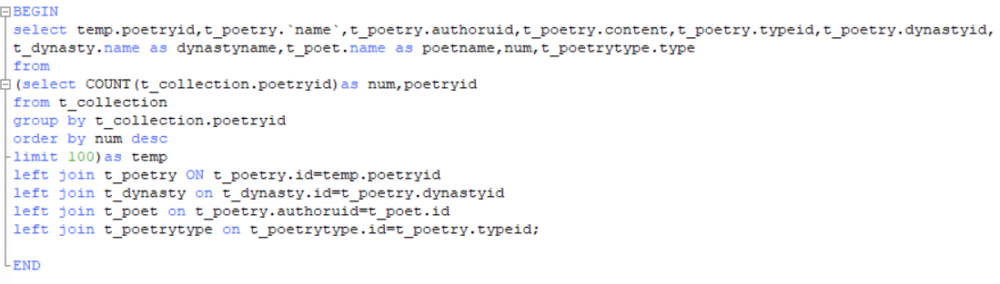 BEGIN
select temp.poetryid,t_poetry.`name`,t_poetry.authoruid,t_poetry.content,t_poetry.typeid,t_poetry.dynastyid,
t_dynasty.name as dynastyname,t_poet.name as poetname,num,t_poetrytype.type
from
(select COUNT(t_collection.poetryid)as num,poetryid
from t_collection
group by t_collection.poetryid
order by num desc
limit 100)as temp
left join t_poetry ON t_poetry.id=temp.poetryid
left join t_dynasty on t_dynasty.id=t_poetry.dynastyid
left join t_poet on t_poetry.authoruid=t_poet.id
left join t_poetrytype on t_poetrytype.id=t_poetry.typeid;
END